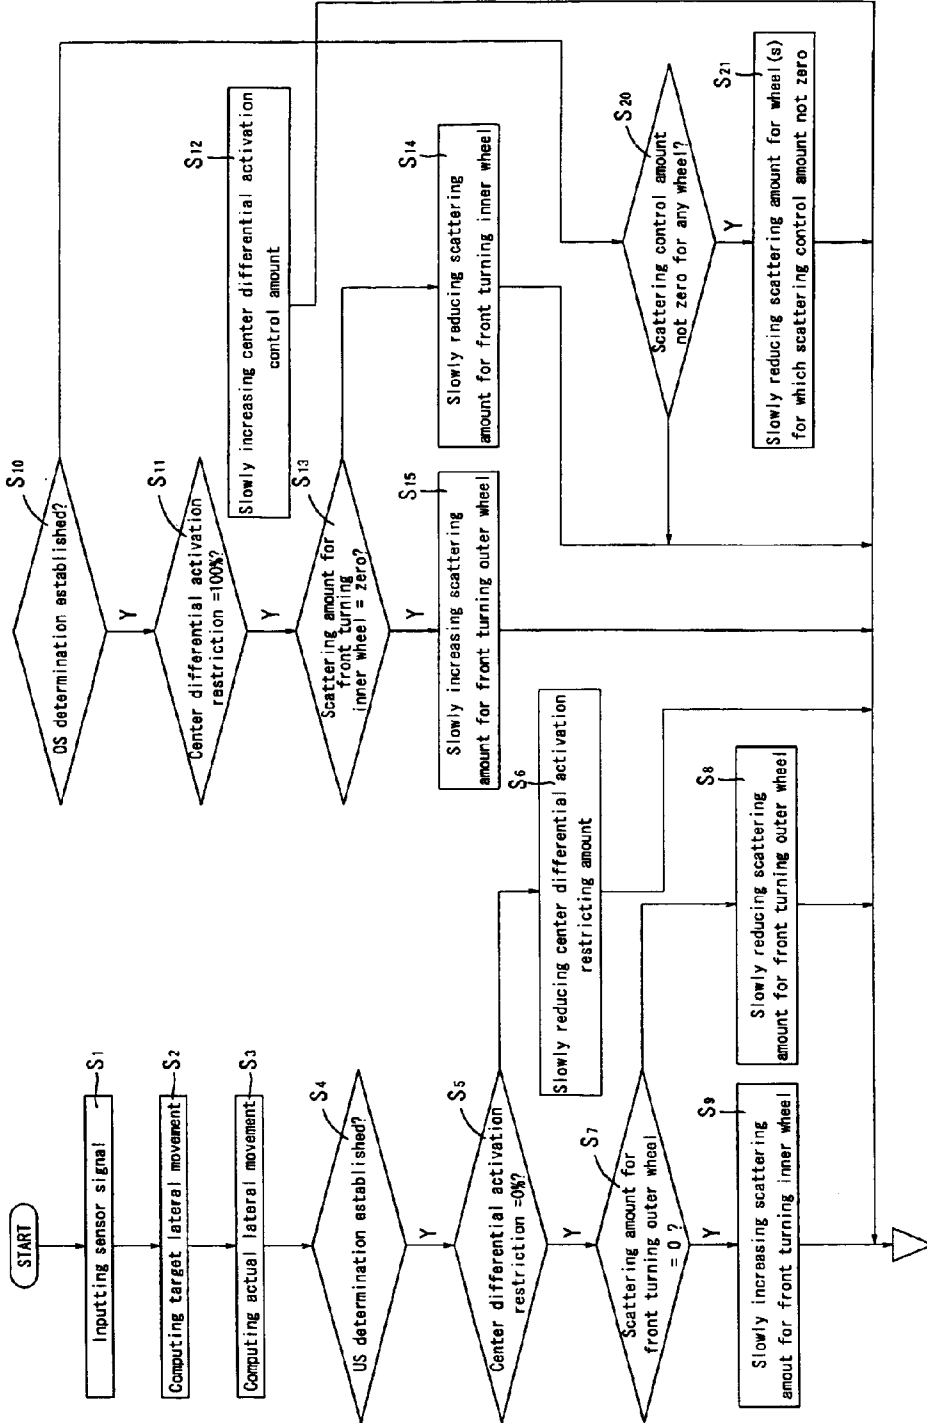 START
S1
Inputting sensor signal
S2
Computing target lateral movement
S3
Computing actual lateral movement
S4
US determination established?
Y
S5
Center differential activation
restriction =0%?
S6
Slowly reducing center differential activation
restricting amount
Y
S7
Scattering amount for
front turning outer wheel
= 0 ?
S8
Slowly reducing scattering
amount for front turning outer wheel
Y
S9
Slowly increasing scattering
amout for front turning inner wheel
S10
OS determination established?
Y
S11
Center differential activation
restriction =100%?
S12
Slowly increasing center differential activation
control amount
Y
S13
Scattering amount for
front turning
inner wheel = zero?
S14
Slowly reducing scattering
amount for front turning inner wheel
Y
S15
Slowly increasing scattering
amount for front turning outer wheel
S20
Scattering control amount
not zero for any wheel?
Y
S21
Slowly reducing scattering amount for wheel(s)
for which scattering control amount not zero